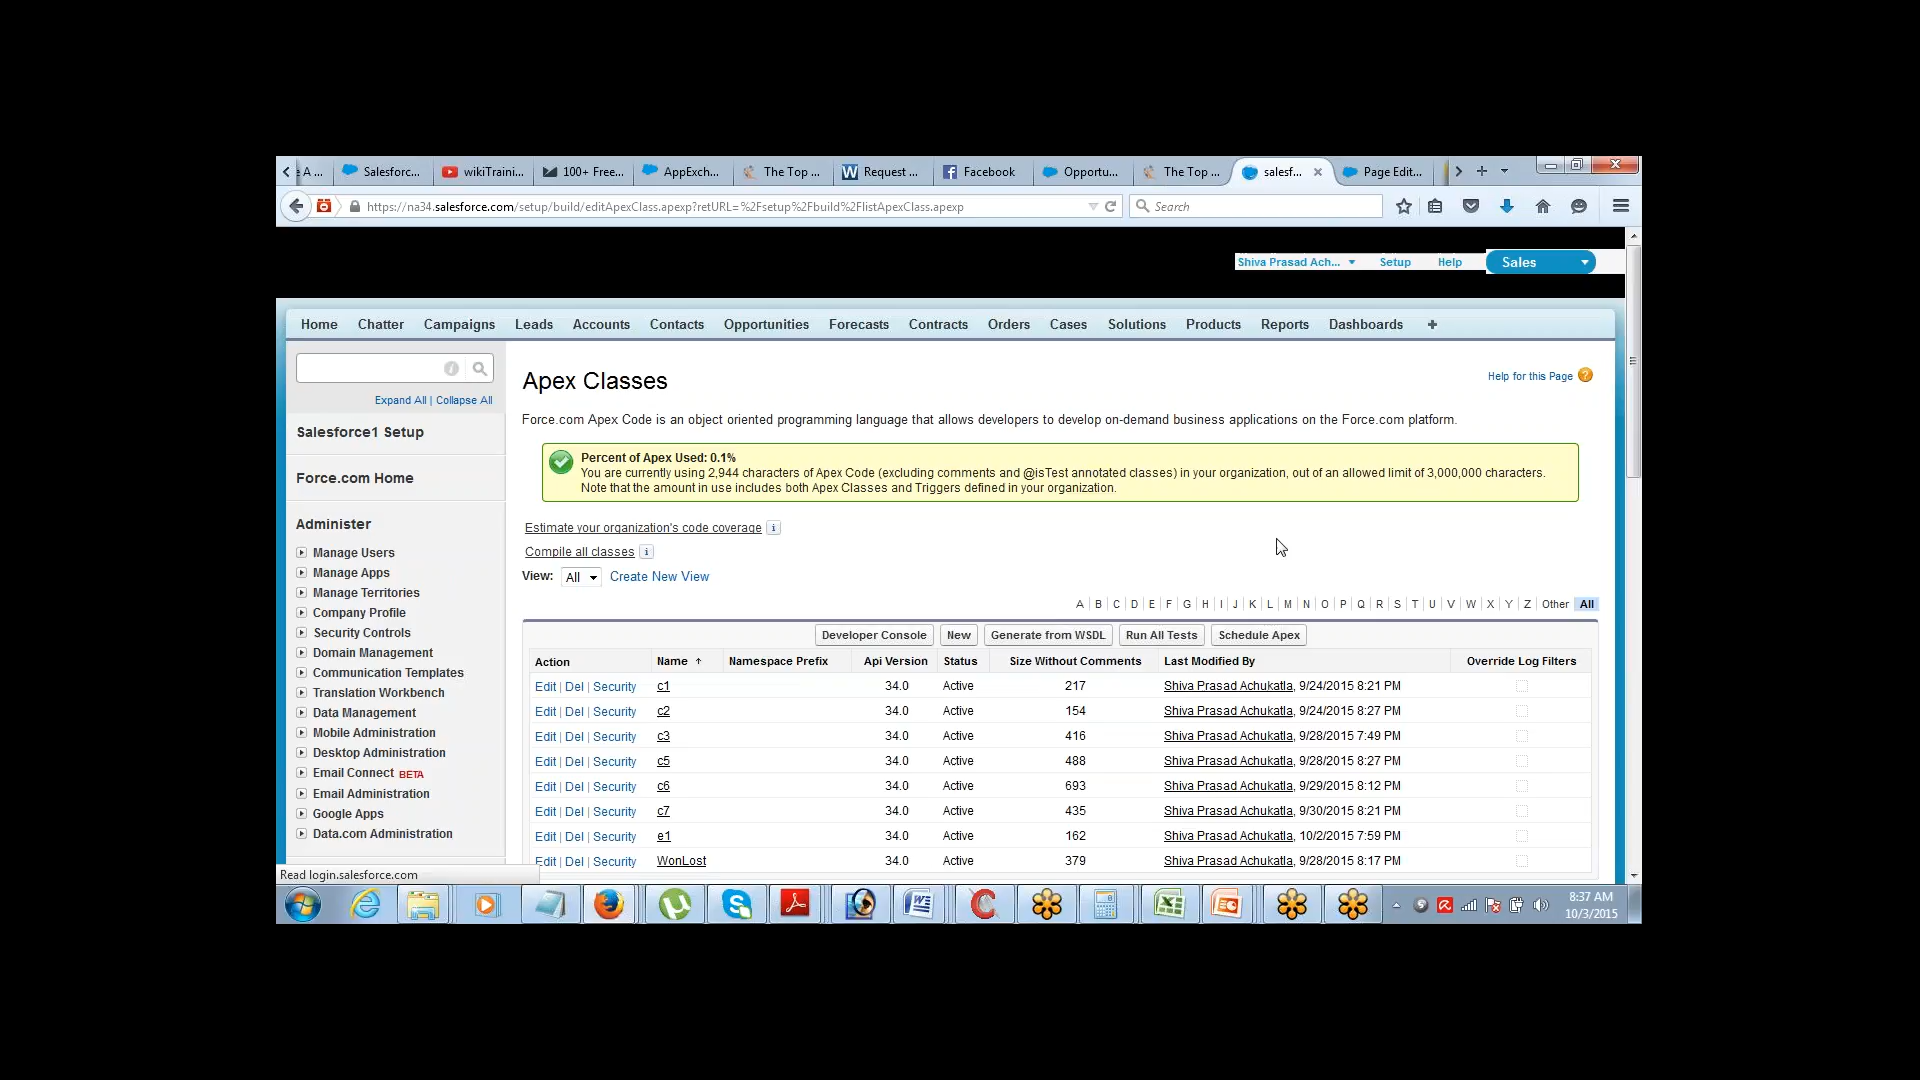 e A ...
Salesforc...
wikiTraini...
100+ Free...
AppExch...
The Top ...
Request ...
Facebook
Opportu...
The Top ...
salesf...
Page Edit...
https://na34.salesforce.com/setup/build/editApexClass.apexp?retURL=%2Fsetup%2Fbuild%2FlistApexClass.apexp
Search
Shiva Prasad Ach... Setup Help Sales
Home Chatter Campaigns Leads Accounts Contacts Opportunities Forecasts Contracts Orders Cases Solutions Products Reports Dashboards +
Expand All | Collapse All
Salesforce1 Setup
Force.com Home
Administer
Manage Users
Manage Apps
Manage Territories
Company Profile
Security Controls
Domain Management
Communication Templates
Translation Workbench
Data Management
Mobile Administration
Desktop Administration
Email Connect BETA
Email Administration
Google Apps
Data.com Administration
Apex Classes
Help for this Page ?
Force.com Apex Code is an object oriented programming language that allows developers to develop on-demand business applications on the Force.com platform.
Percent of Apex Used: 0.1%
You are currently using 2,944 characters of Apex Code (excluding comments and @isTest annotated classes) in your organization, out of an allowed limit of 3,000,000 characters.
Note that the amount in use includes both Apex Classes and Triggers defined in your organization.
Estimate your organization's code coverage i
Compile all classes i
View: All Create New View
A | B | C | D | E | F | G | H | I | J | K | L | M | N | O | P | Q | R | S | T | U | V | W | X | Y | Z | Other All
Developer Console New Generate from WSDL Run All Tests Schedule Apex
Action Name ↑ Namespace Prefix Api Version Status Size Without Comments Last Modified By Override Log Filters
Edit | Del | Security c1 34.0 Active 217 Shiva Prasad Achukatla, 9/24/2015 8:21 PM
Edit | Del | Security c2 34.0 Active 154 Shiva Prasad Achukatla, 9/24/2015 8:27 PM
Edit | Del | Security c3 34.0 Active 416 Shiva Prasad Achukatla, 9/28/2015 7:49 PM
Edit | Del | Security c5 34.0 Active 488 Shiva Prasad Achukatla, 9/28/2015 8:27 PM
Edit | Del | Security c6 34.0 Active 693 Shiva Prasad Achukatla, 9/29/2015 8:12 PM
Edit | Del | Security c7 34.0 Active 435 Shiva Prasad Achukatla, 9/30/2015 8:21 PM
Edit | Del | Security e1 34.0 Active 162 Shiva Prasad Achukatla, 10/2/2015 7:59 PM
Edit | Del | Security WonLost 34.0 Active 379 Shiva Prasad Achukatla, 9/28/2015 8:17 PM
Read login.salesforce.com
8:37 AM
10/3/2015